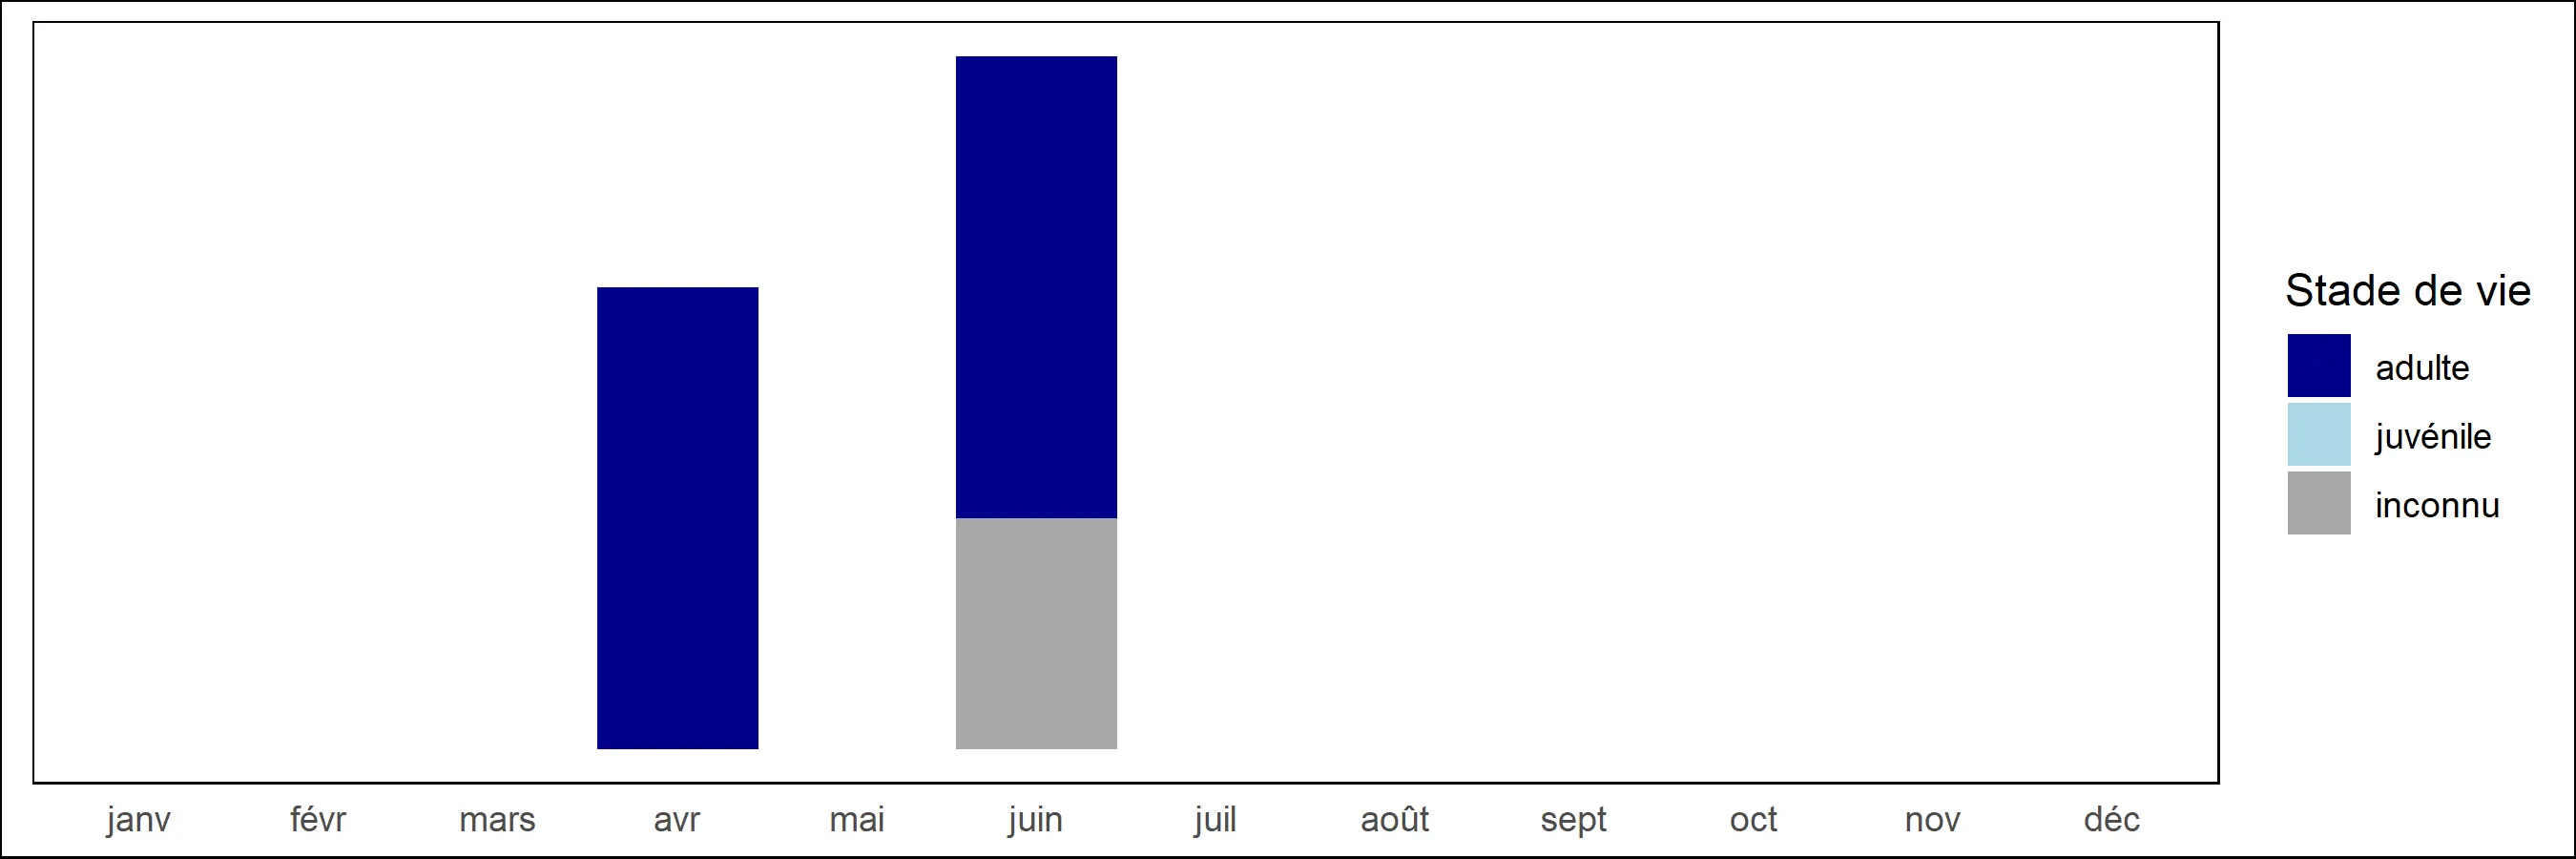 Stade de vie
adulte
juvénile
inconnu
janv févr mars avr mai juin juil août sept oct nov déc